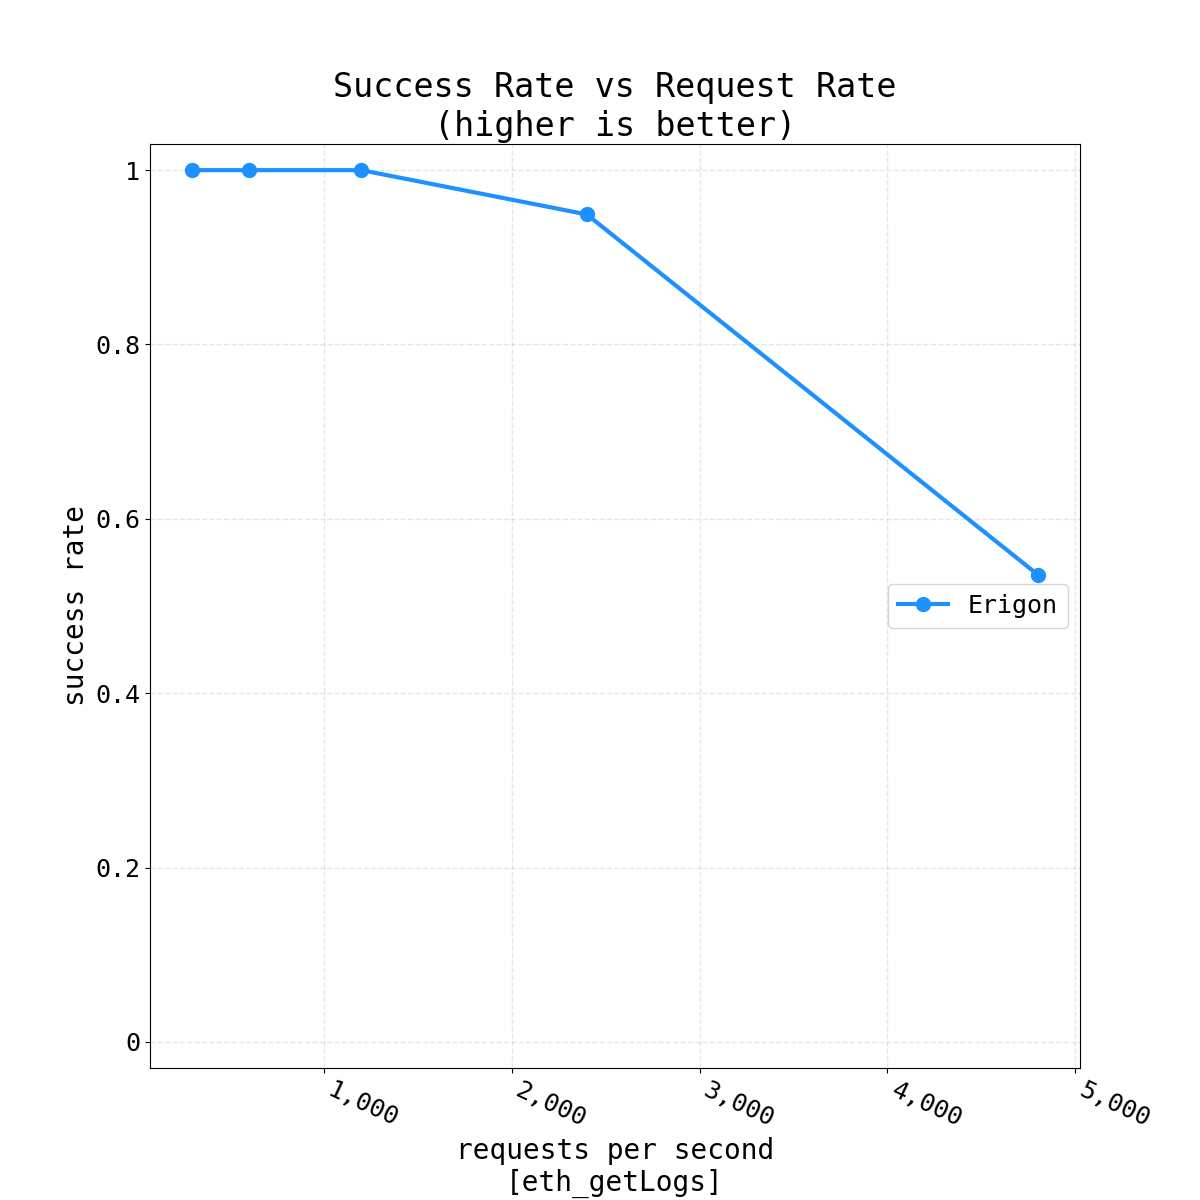 Success Rate vs Request Rate
(higher is better)
1
0.8
0.6
0.4
0.2
0
success rate
Erigon
1,000
2,000
3,000
4,000
5,000
requests per second
[eth_getLogs]